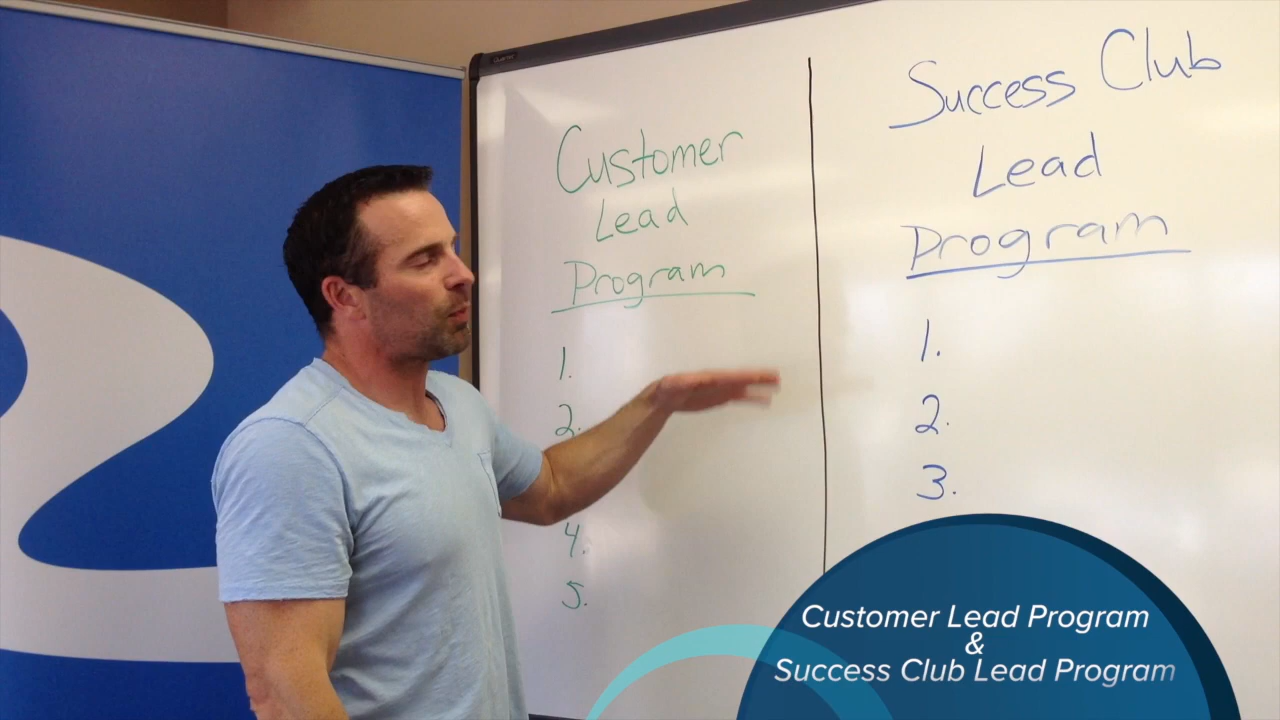 Customer
Lead
Program
1.
2.
4.
5.
Success Club
Lead
Program
1.
2.
3.
Customer Lead Program
&
Success Club Lead Program